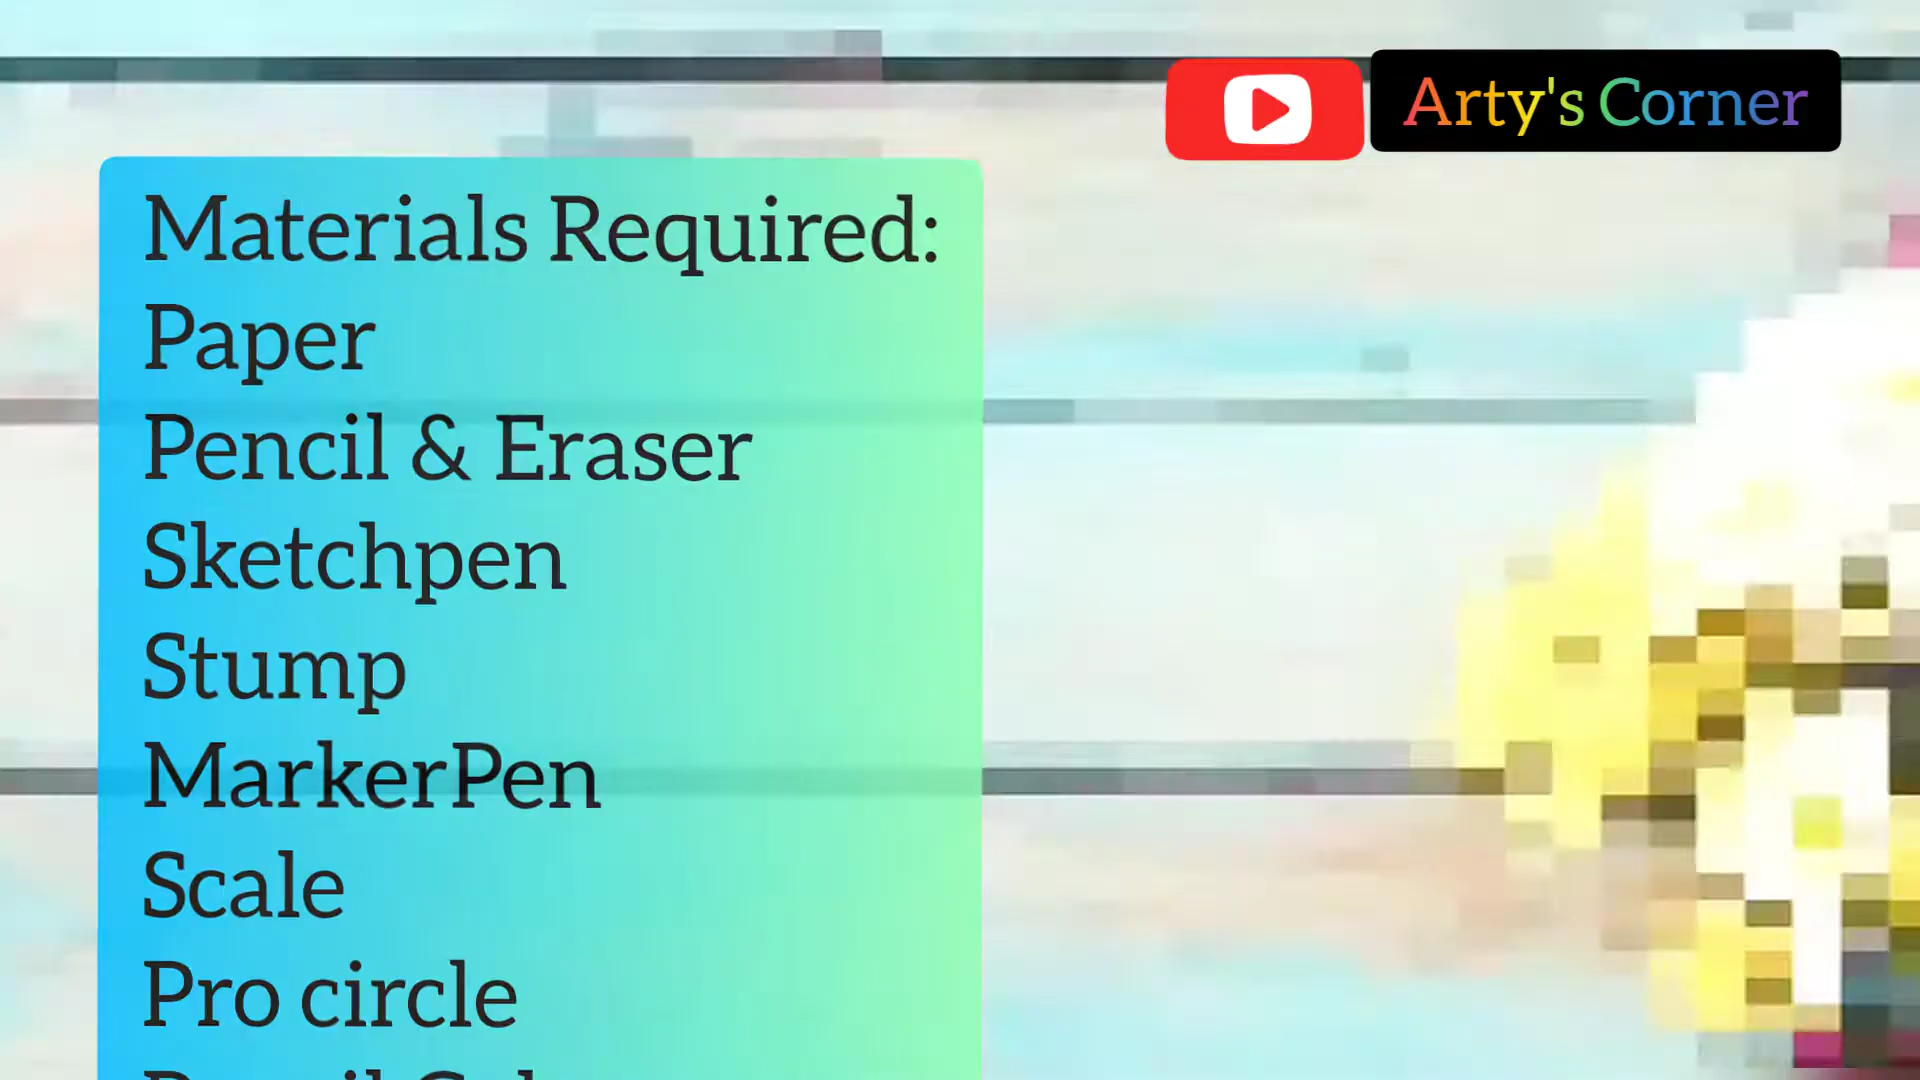 Arty's Corner
Materials Required:
Paper
Pencil & Eraser
Sketchpen
Stump
MarkerPen
Scale
Pro circle